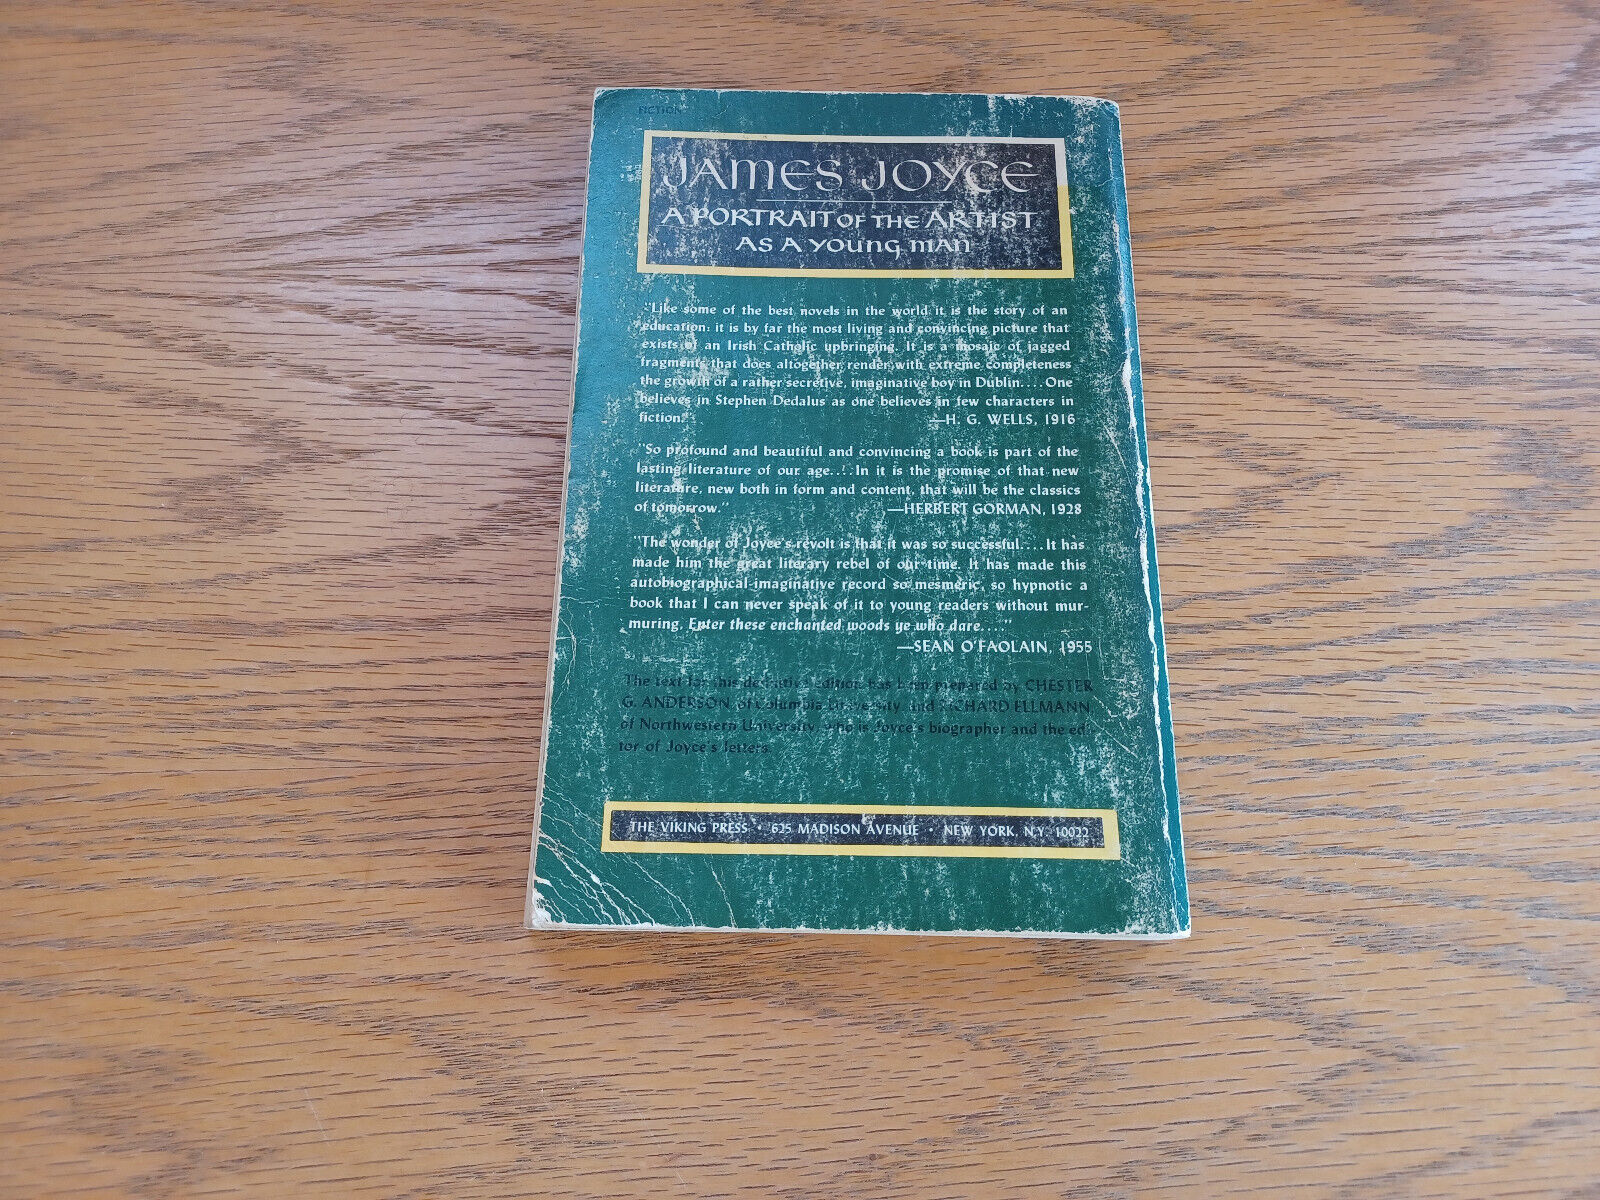 FICTION
JAMES JOYCE
A PORTRAIT OF THE ARTIST
AS A YOUNG MAN
"Like some of the best novels in the world it is the story of an
education; it is by far the most living and convincing picture that
exists of an Irish Catholic upbringing. It is a mosaic of jagged
fragments that does altogether render with extreme completeness
the growth of a rather secretive, imaginative boy in Dublin.... One
believes in Stephen Dedalus as one believes in few characters in
fiction." —H. G. WELLS, 1916
"So profound and beautiful and convincing a book is part of the
lasting literature of our age.... In it is the promise of that new
literature, new both in form and content, that will be the classics
of tomorrow." —HERBERT GORMAN, 1928
"The wonder of Joyce's revolt is that it was so successful.... It has
made him the great literary rebel of our time. It has made this
autobiographical-imaginative record so mesmeric, so hypnotic a
book that I can never speak of it to young readers without mur-
muring, Enter these enchanted woods ye who dare...."
—SEAN O'FAOLAIN, 1955
The text for this definitive edition has been prepared by CHESTER
G. ANDERSON, of Columbia University, and RICHARD ELLMANN,
of Northwestern University, who is Joyce's biographer and the edi-
tor of Joyce's letters.
THE VIKING PRESS • 625 MADISON AVENUE • NEW YORK, N.Y. 10022